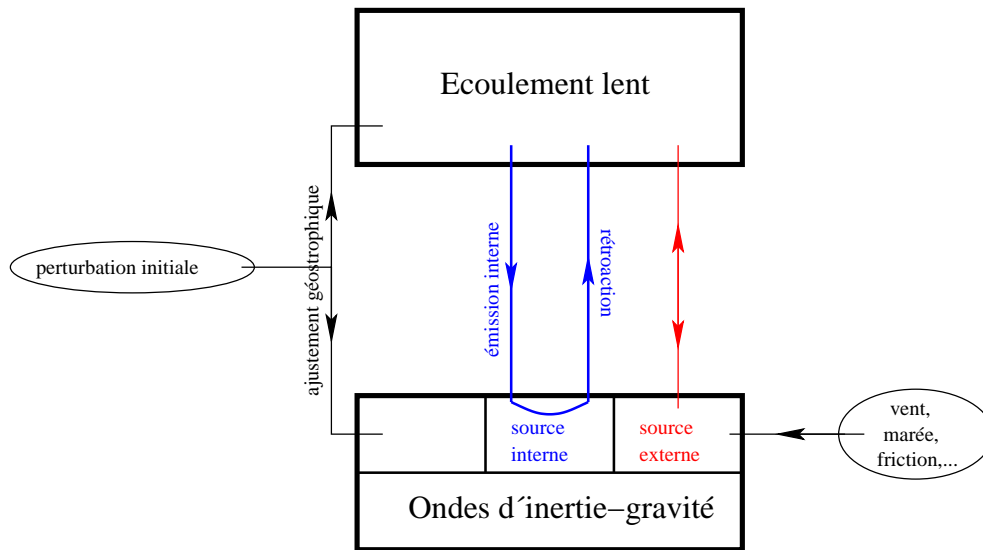 Ecoulement lent
ajustement géostrophique
émission interne
rétroaction
perturbation initiale
vent,
marée,
friction,...
source
interne
source
externe
Ondes d´inertie−gravité